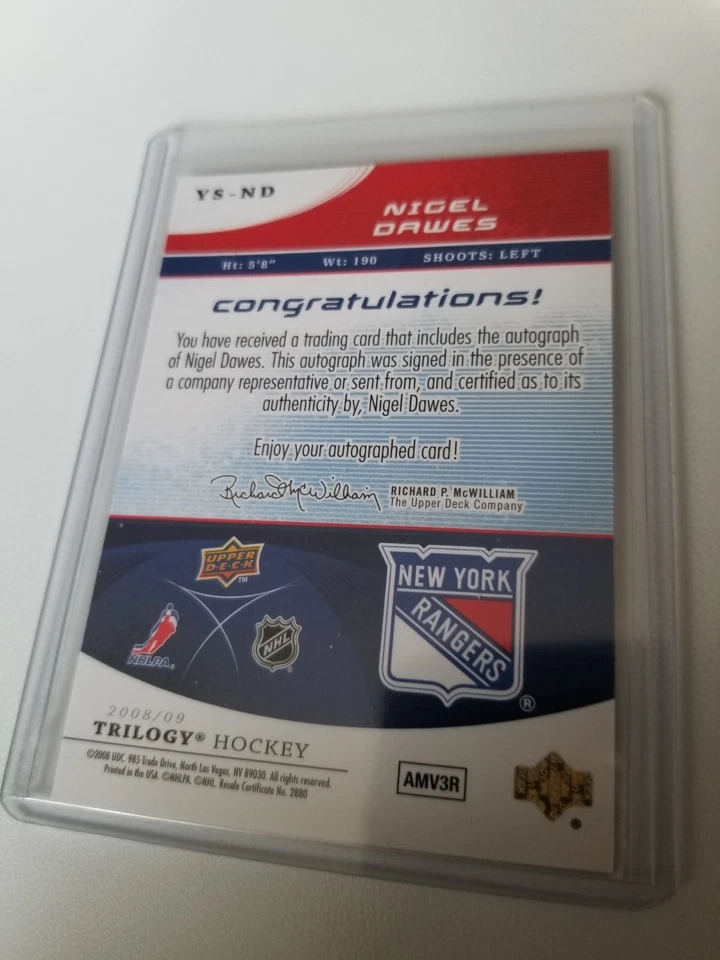 YS-ND
NIGEL
DAWES
Ht: 5'8" Wt: 190 SHOOTS: LEFT
congratulations!
You have received a trading card that includes the autograph
of Nigel Dawes. This autograph was signed in the presence of
a company representative or sent from, and certified as to its
authenticity by, Nigel Dawes.
Enjoy your autographed card!
Richard McWilliam
RICHARD P. McWILLIAM
The Upper Deck Company
UPPER
D•E•C•K
TM
NHLPA®
NHL
NEW YORK
RANGERS
®
2008/09
TRILOGY® HOCKEY
©2008 UDC. 985 Trade Drive, North Las Vegas, NV 89030. All rights reserved.
Printed in the USA. ©NHLPA. ©NHL. Resale Certificate No. 2880
AMV3R
®